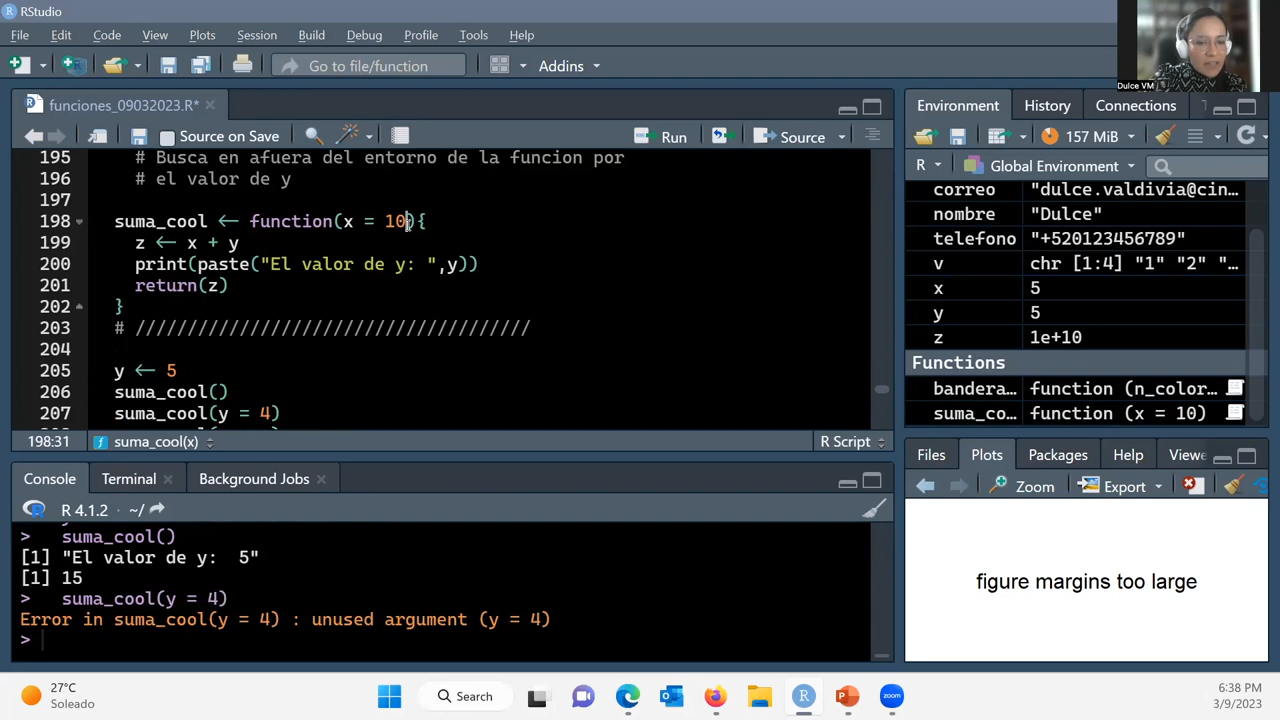 RStudio
File Edit Code View Plots Session Build Debug Profile Tools Help
Go to file/function Addins
Dulce VM
funciones_09032023.R*
Source on Save Run Source
195 # Busca en afuera del entorno de la funcion por
196 # el valor de y
197
198 suma_cool ← function(x = 10){
199 z ← x + y
200 print(paste("El valor de y: ",y))
201 return(z)
202 }
203 # //////////////////////////////////////
204
205 y ← 5
206 suma_cool()
207 suma_cool(y = 4)
198:31 suma_cool(x) R Script
Console Terminal Background Jobs
R 4.1.2 · ~/
> suma_cool()
[1] "El valor de y:  5"
[1] 15
> suma_cool(y = 4)
Error in suma_cool(y = 4) : unused argument (y = 4)
>
Environment History Connections
157 MiB
R Global Environment
correo "dulce.valdivia@cin…
nombre "Dulce"
telefono "+520123456789"
v chr [1:4] "1" "2" "…
x 5
y 5
z 1e+10
Functions
bandera… function (n_color…
suma_co… function (x = 10)
Files Plots Packages Help Viewe
Zoom Export
figure margins too large
27°C
Soleado
Search
zoom
6:38 PM
3/9/2023